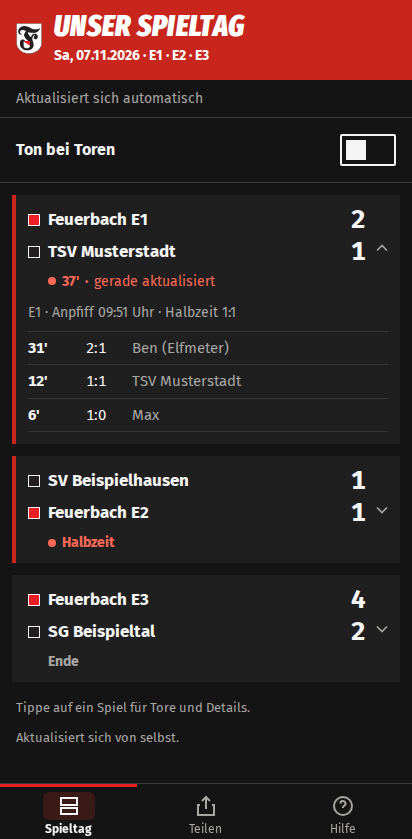 UNSER SPIELTAG
Sa, 07.11.2026 · E1 · E2 · E3
Aktualisiert sich automatisch
Ton bei Toren
Feuerbach E1 2
TSV Musterstadt 1
37' · gerade aktualisiert
E1 · Anpfiff 09:51 Uhr · Halbzeit 1:1
31' 2:1 Ben (Elfmeter)
12' 1:1 TSV Musterstadt
6' 1:0 Max
SV Beispielhausen 1
Feuerbach E2 1
Halbzeit
Feuerbach E3 4
SG Beispieltal 2
Ende
Tippe auf ein Spiel für Tore und Details.
Aktualisiert sich von selbst.
Spieltag Teilen Hilfe